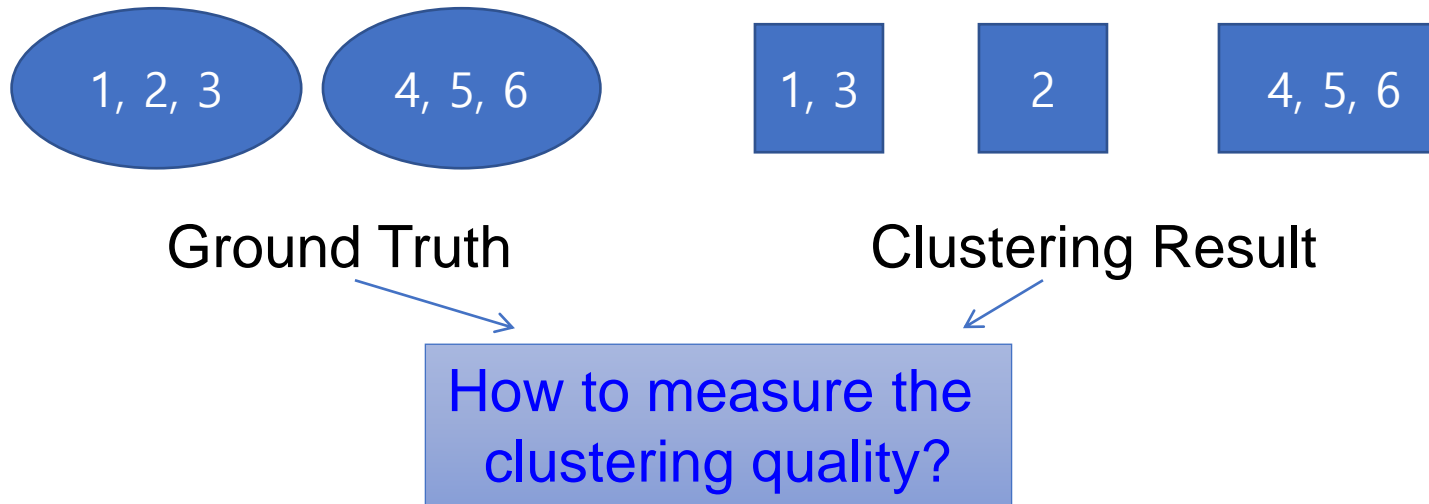 1, 2, 3
4, 5, 6
1, 3
2
4, 5, 6
Ground Truth
Clustering Result
How to measure the
clustering quality?